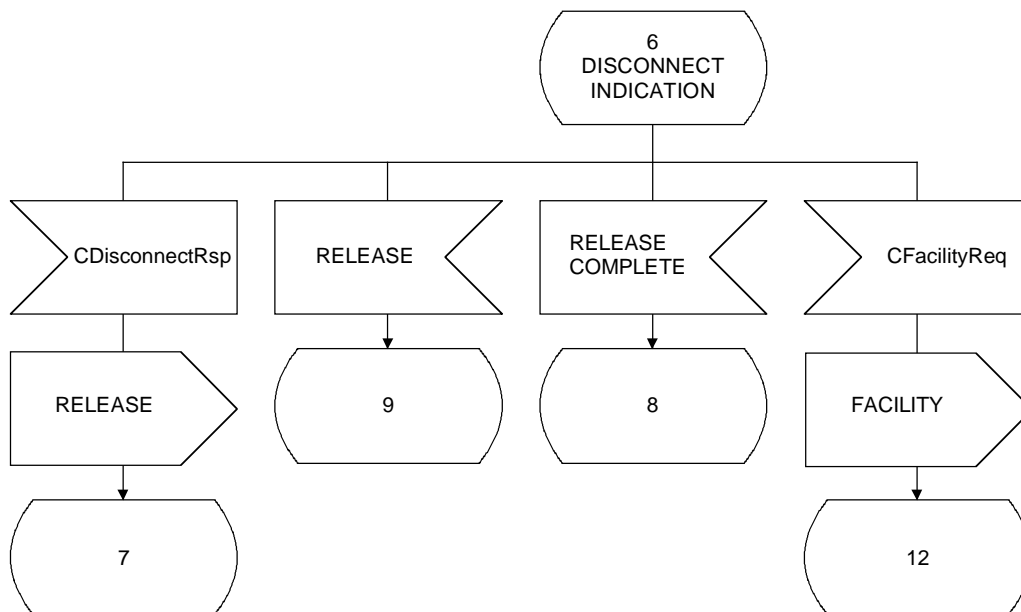 6
DISCONNECT
INDICATION
CDisconnectRsp
RELEASE
RELEASE
COMPLETE
CFacilityReq
RELEASE
9
8
FACILITY
7
12